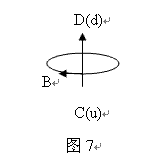 D(d)↵
B↵
C(u)↵
图 7↵